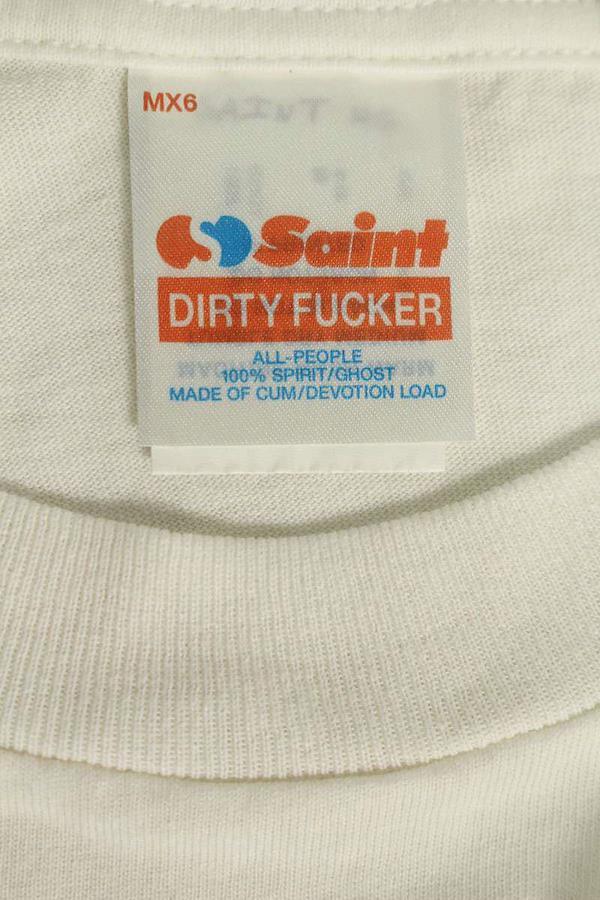 MX6
Saint
DIRTY FUCKER
ALL-PEOPLE
100% SPIRIT/GHOST
MADE OF CUM/DEVOTION LOAD